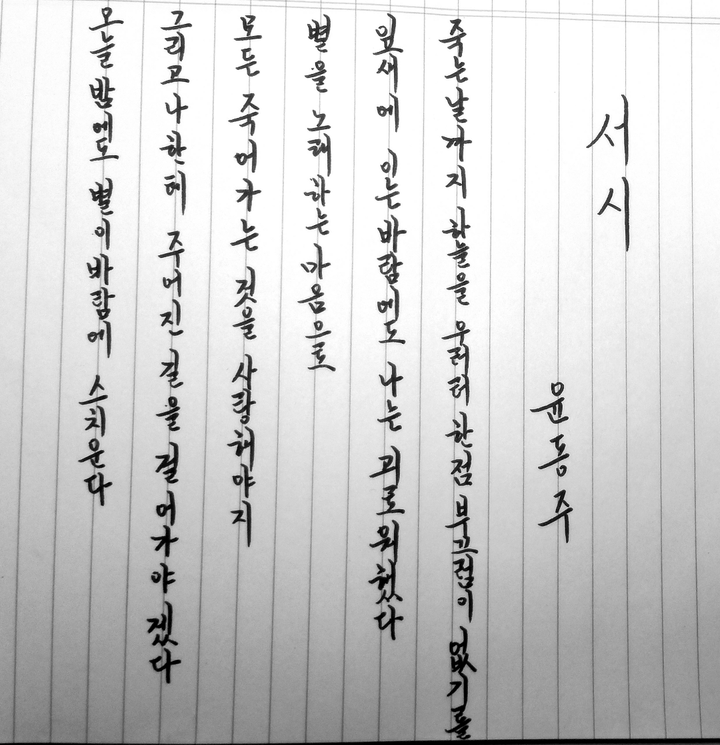 서시
윤동주
죽는날까지 하늘을 우러러 한점 부끄럼이 없기를
잎새에 이는바람에도 나는 괴로워했다
별을 노래하는 마음으로
모든 죽어가는 것을 사랑해야지
그리고나한테 주어진 길을 걸어가야겠다
오늘밤에도 별이바람에 스치운다